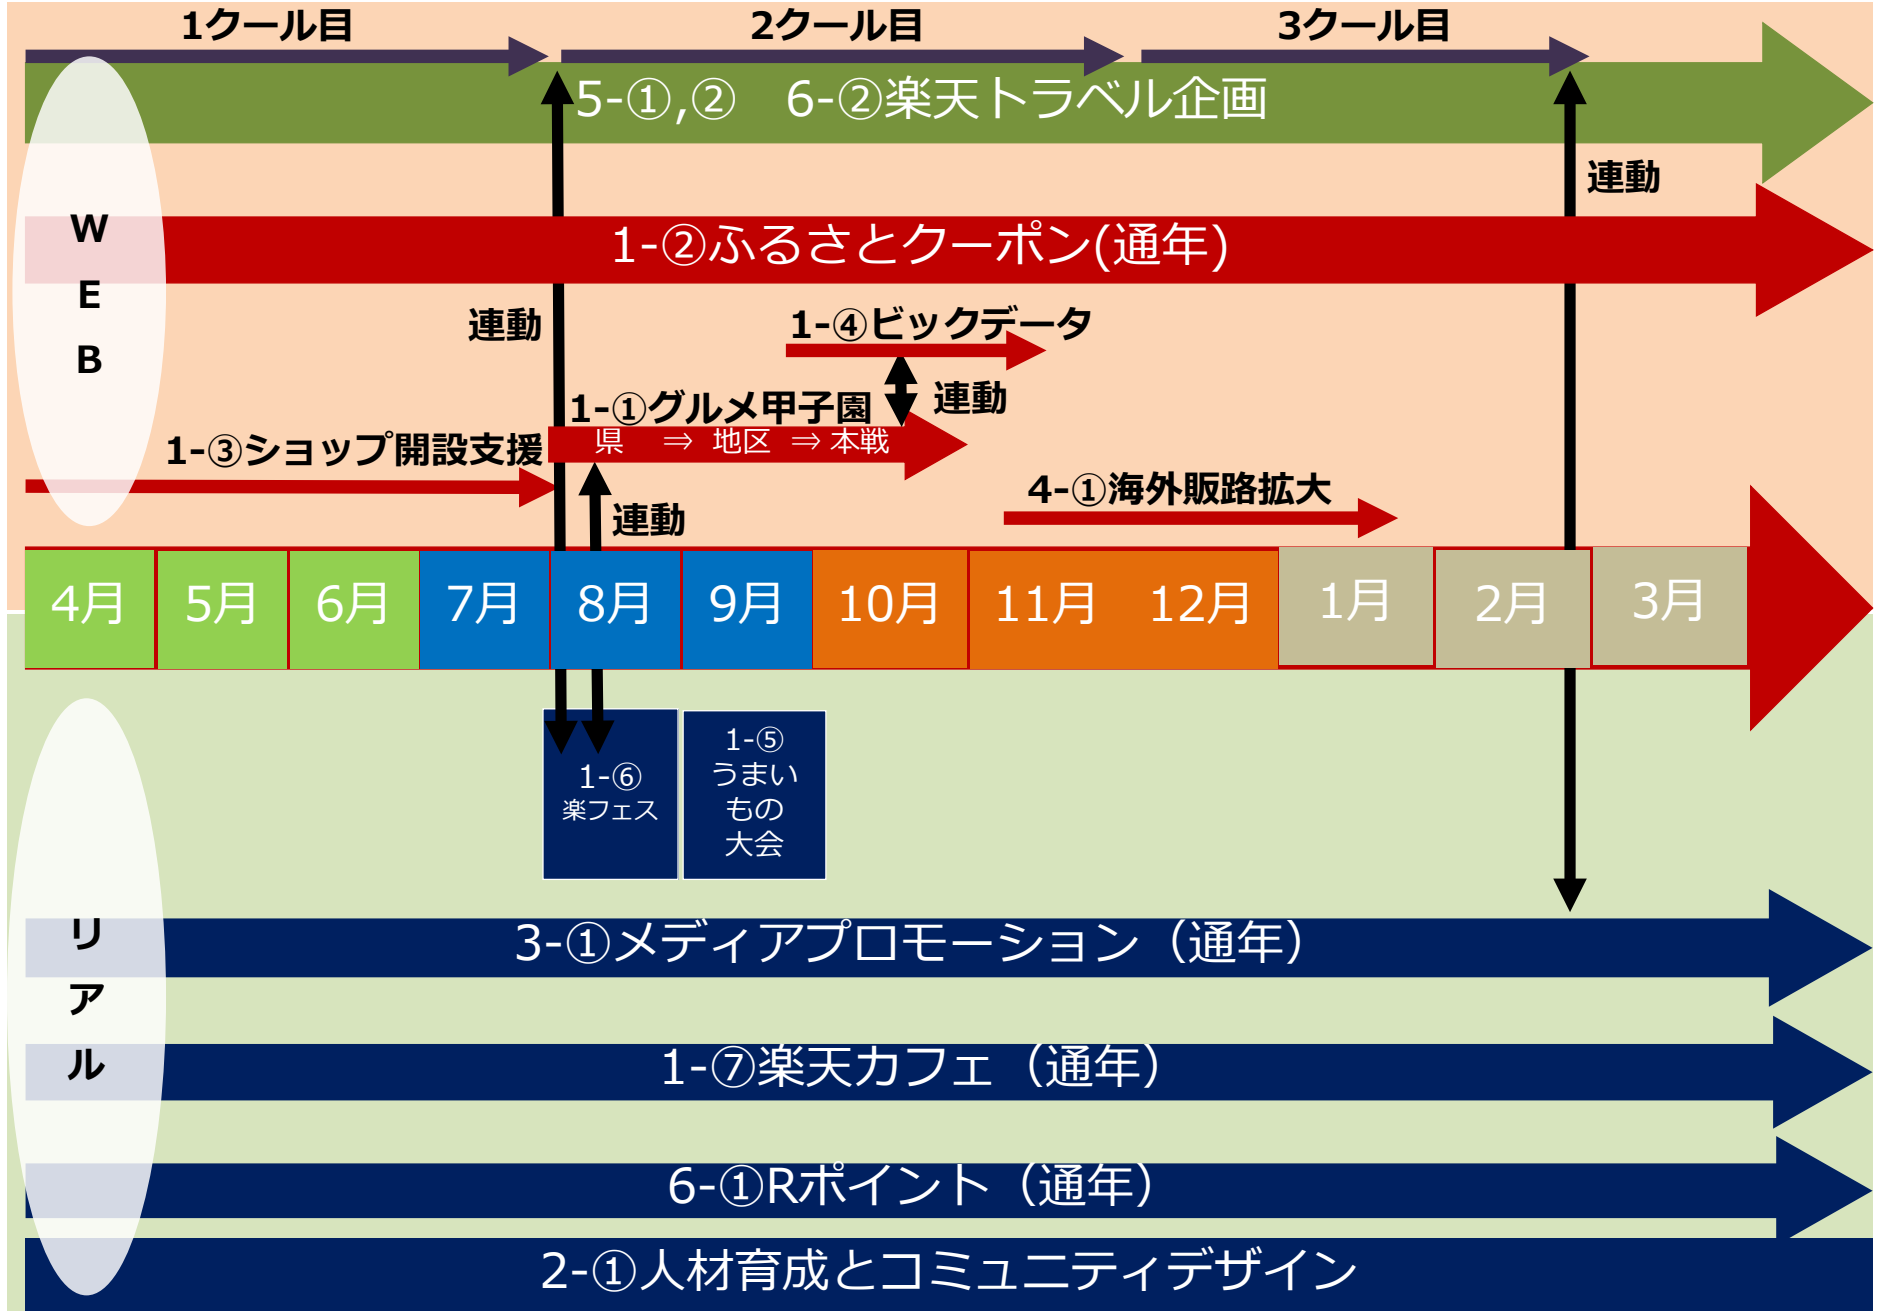 1クール目
2クール目
3クール目
5-①,② 6-②楽天トラベル企画
連動
WEB
1-②ふるさとクーポン(通年)
連動
1-④ビックデータ
連動
1-①グルメ甲子園
県 ⇒ 地区 ⇒ 本戦
1-③ショップ開設支援
4-①海外販路拡大
連動
4月
5月
6月
7月
8月
9月
10月
11月
12月
1月
2月
3月
1-⑥
楽フェス
1-⑤
うまい
もの
大会
リアル
3-①メディアプロモーション（通年）
1-⑦楽天カフェ（通年）
6-①Rポイント（通年）
2-①人材育成とコミュニティデザイン